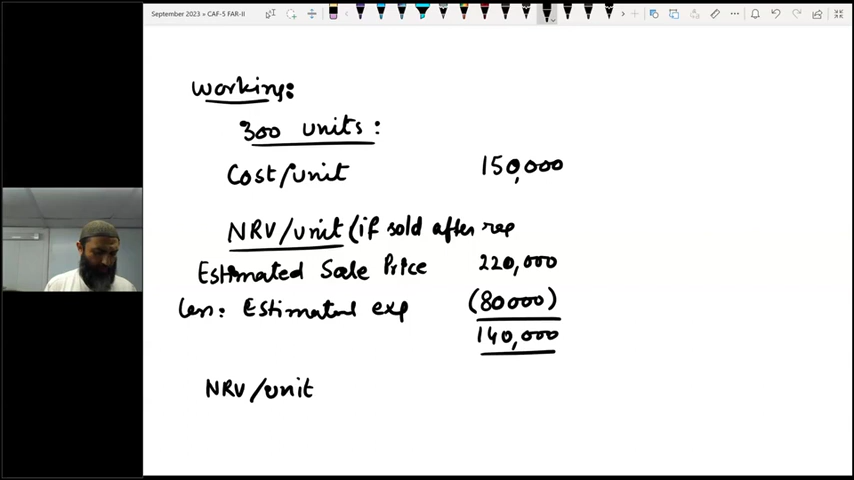 September 2023 » CAF-5 FAR-II
Working:
300 units:
Cost/unit 150,000
NRV/unit (if sold after rep
Estimated Sale Price 220,000
Less: Estimated exp (80000)
140,000
NRV/unit